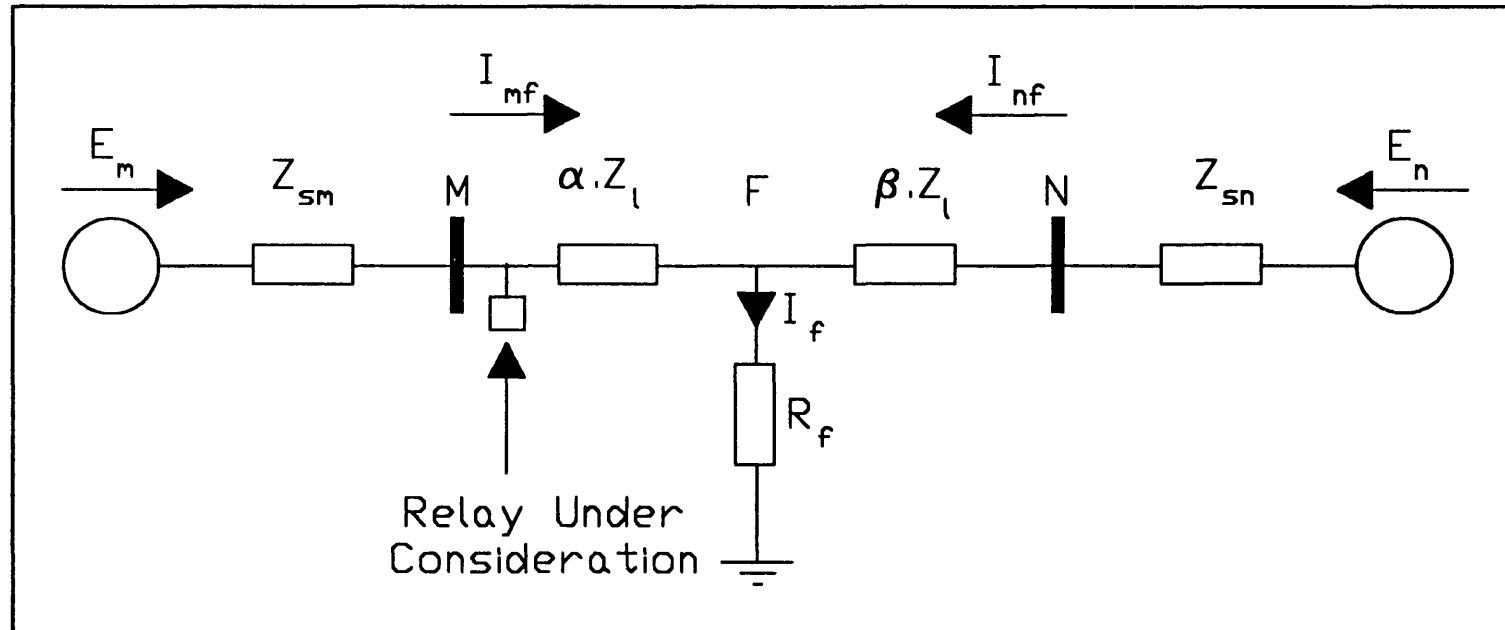 I_mf
I_nf
E_m
E_n
Z_sm
M
α.Z_l
F
β.Z_l
N
Z_sn
I_f
R_f
Relay Under
Consideration